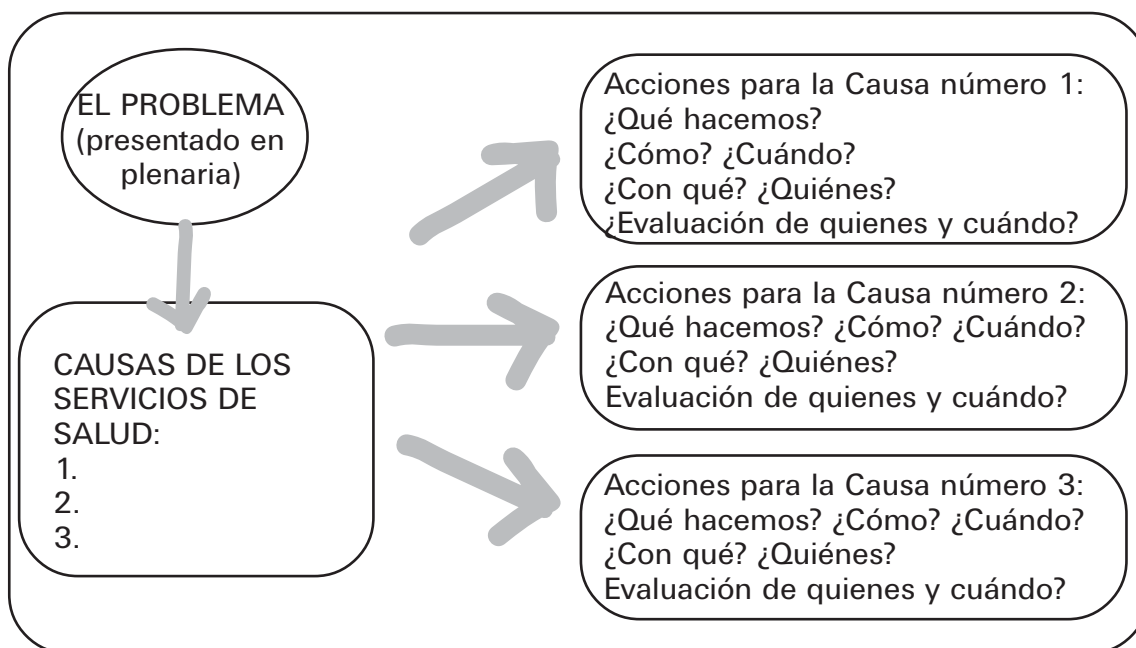 EL PROBLEMA
(presentado en
plenaria)
CAUSAS DE LOS
SERVICIOS DE
SALUD:
1.
2.
3.
Acciones para la Causa número 1:
¿Qué hacemos?
¿Cómo? ¿Cuándo?
¿Con qué? ¿Quiénes?
¿Evaluación de quienes y cuándo?
Acciones para la Causa número 2:
¿Qué hacemos? ¿Cómo? ¿Cuándo?
¿Con qué? ¿Quiénes?
Evaluación de quienes y cuándo?
Acciones para la Causa número 3:
¿Qué hacemos? ¿Cómo? ¿Cuándo?
¿Con qué? ¿Quiénes?
Evaluación de quienes y cuándo?